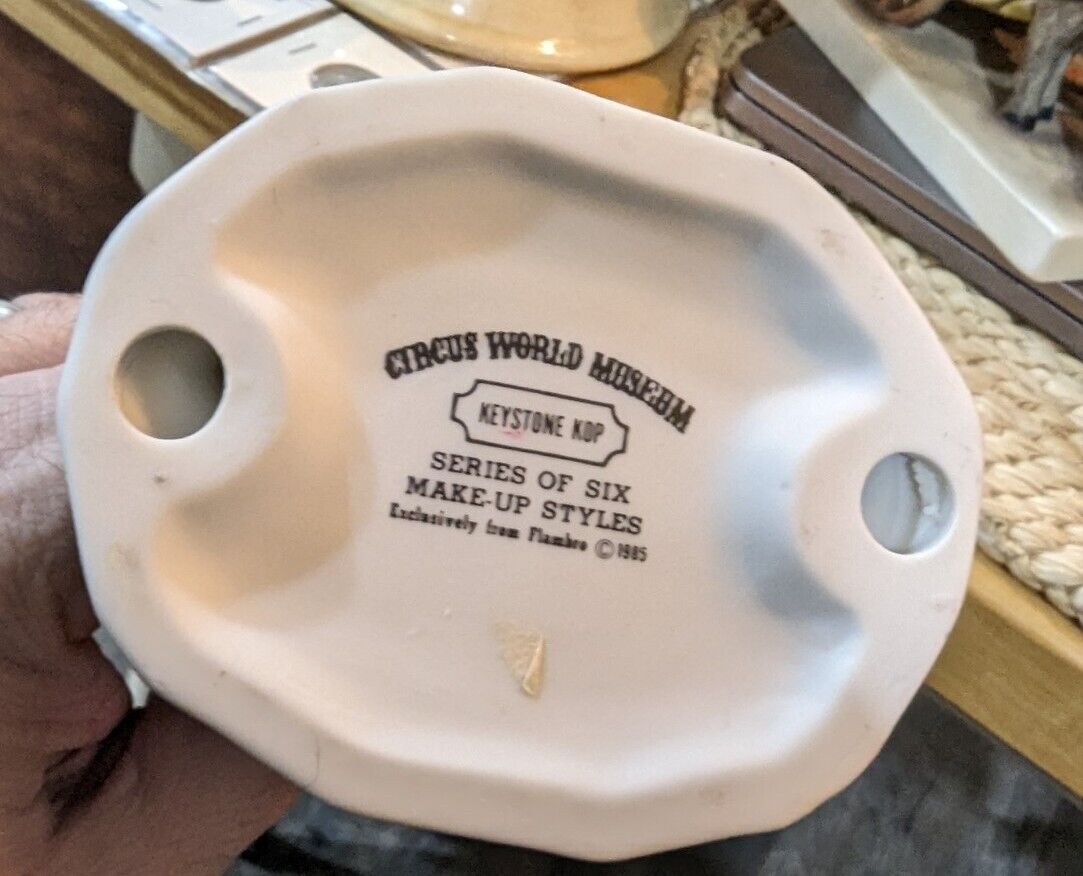 CIRCUS WORLD MUSEUM
KEYSTONE KOP
SERIES OF SIX
MAKE-UP STYLES
Exclusively from Flambro ©1985